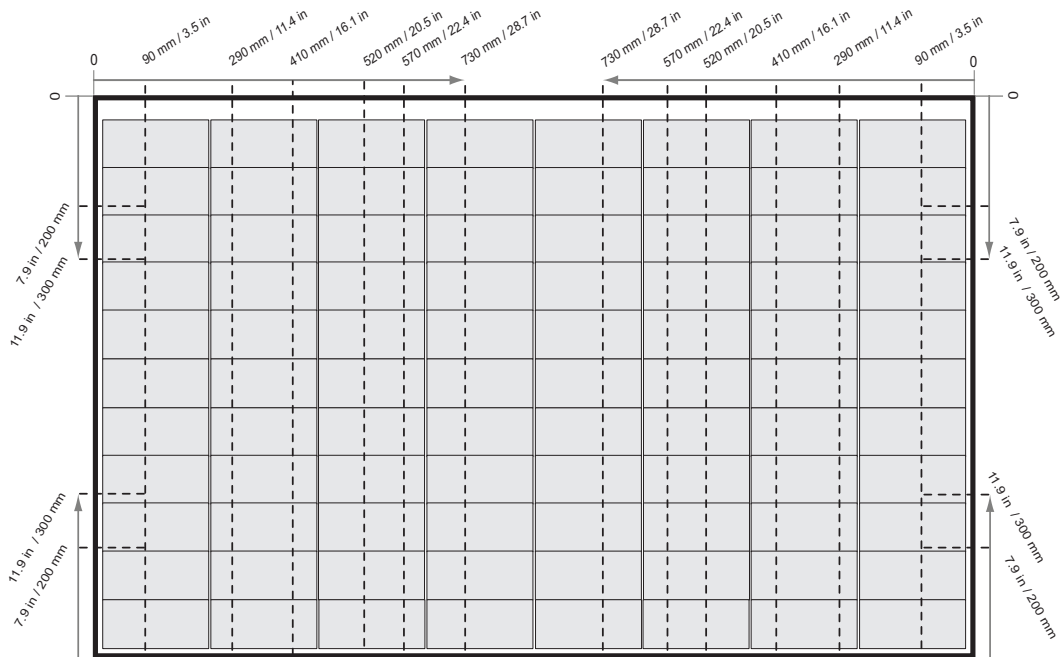 90 mm / 3.5 in
290 mm / 11.4 in
410 mm / 16.1 in
520 mm / 20.5 in
570 mm / 22.4 in
730 mm / 28.7 in
730 mm / 28.7 in
570 mm / 22.4 in
520 mm / 20.5 in
410 mm / 16.1 in
290 mm / 11.4 in
90 mm / 3.5 in
0
0
0
0
7.9 in / 200 mm
11.9 in / 300 mm
7.9 in / 200 mm
11.9 in / 300 mm
11.9 in / 300 mm
7.9 in / 200 mm
11.9 in / 300 mm
7.9 in / 200 mm